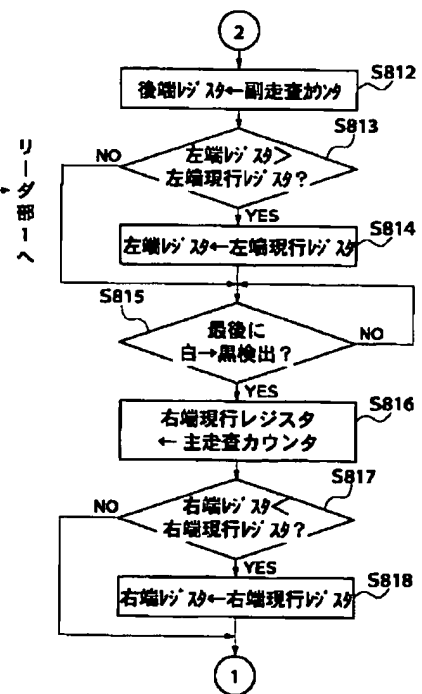 2
S812
後端ﾚｼﾞｽﾀ←副走査ｶｳﾝﾀ
S813
左端ﾚｼﾞｽﾀ>
左端現行ﾚｼﾞｽﾀ?
NO
YES
S814
左端ﾚｼﾞｽﾀ←左端現行ﾚｼﾞｽﾀ
S815
最後に
白→黒検出?
NO
YES
S816
右端現行レジスタ
← 主走査カウンタ
S817
右端ﾚｼﾞｽﾀ<
右端現行ﾚｼﾞｽﾀ?
NO
YES
S818
右端ﾚｼﾞｽﾀ←右端現行ﾚｼﾞｽﾀ
1
リーダ部1へ